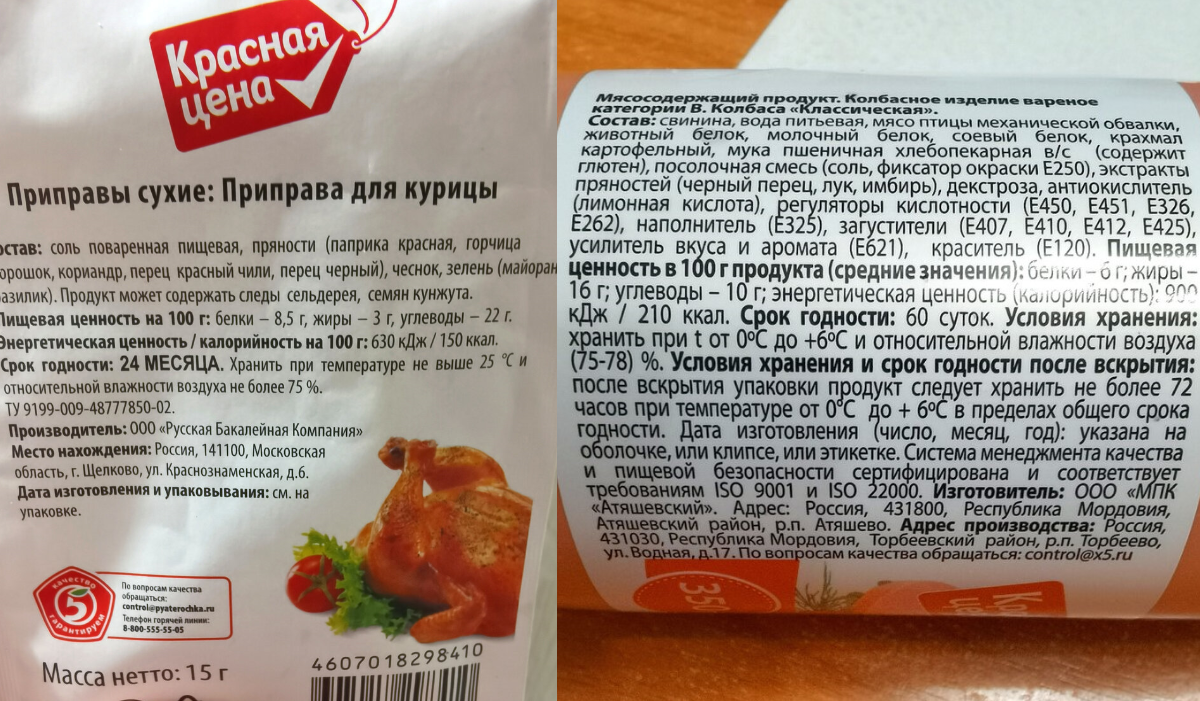 Красная
цена
Приправы сухие: Приправа для курицы
соль поваренная пищевая, пряности (паприка красная, горчица
кориандр, перец красный чили, перец черный), чеснок, зелень (майоран
Продукт может содержать следы сельдерея, семян кунжута.
Пищевая ценность на 100 г: белки – 8,5 г, жиры – 3 г, углеводы – 22 г.
Энергетическая ценность / калорийность на 100 г: 630 кДж / 150 ккал.
Срок годности: 24 МЕСЯЦА. Хранить при температуре не выше 25 °С и
относительной влажности воздуха не более 75 %.
ТУ 9199-009-48777850-02.
Производитель: ООО «Русская Бакалейная Компания»
Место нахождения: Россия, 141100, Московская
область, г. Щелково, ул. Краснознаменская, д.6.
Дата изготовления и упаковывания: см. на
упаковке.
качество
5
гарантируем
По вопросам качества
обращаться:
control@pyaterochka.ru
Телефон горячей линии:
8-800-555-55-05
Масса нетто: 15 г
4607018298410
Мясосодержащий продукт. Колбасное изделие вареное
категории В. Колбаса «Классическая».
Состав: свинина, вода питьевая, мясо птицы механической обвалки,
животный белок, молочный белок, соевый белок, крахмал
картофельный, мука пшеничная хлебопекарная в/с (содержит
глютен), посолочная смесь (соль, фиксатор окраски Е250), экстракты
пряностей (черный перец, лук, имбирь), декстроза, антиокислитель
(лимонная кислота), регуляторы кислотности (Е450, Е451, Е326,
Е262), наполнитель (Е325), загустители (Е407, Е410, Е412, Е425),
усилитель вкуса и аромата (Е621), краситель (Е120). Пищевая
ценность в 100 г продукта (средние значения): белки – 6 г; жиры –
16 г; углеводы – 10 г; энергетическая ценность (калорийность): 900
кДж / 210 ккал. Срок годности: 60 суток. Условия хранения:
хранить при t от 0ºС до +6ºС и относительной влажности воздуха
(75-78) %. Условия хранения и срок годности после вскрытия:
после вскрытия упаковки продукт следует хранить не более 72
часов при температуре от 0°С до + 6ºС в пределах общего срока
годности. Дата изготовления (число, месяц, год): указана на
оболочке, или клипсе, или этикетке. Система менеджмента качества
и пищевой безопасности сертифицирована и соответствует
требованиям ISO 9001 и ISO 22000. Изготовитель: ООО «МПК
«Атяшевский». Адрес: Россия, 431800, Республика Мордовия,
Атяшевский район, р.п. Атяшево. Адрес производства: Россия,
431030, Республика Мордовия, Торбеевский район, р.п. Торбеево,
ул. Водная, д.17. По вопросам качества обращаться: control@x5.ru